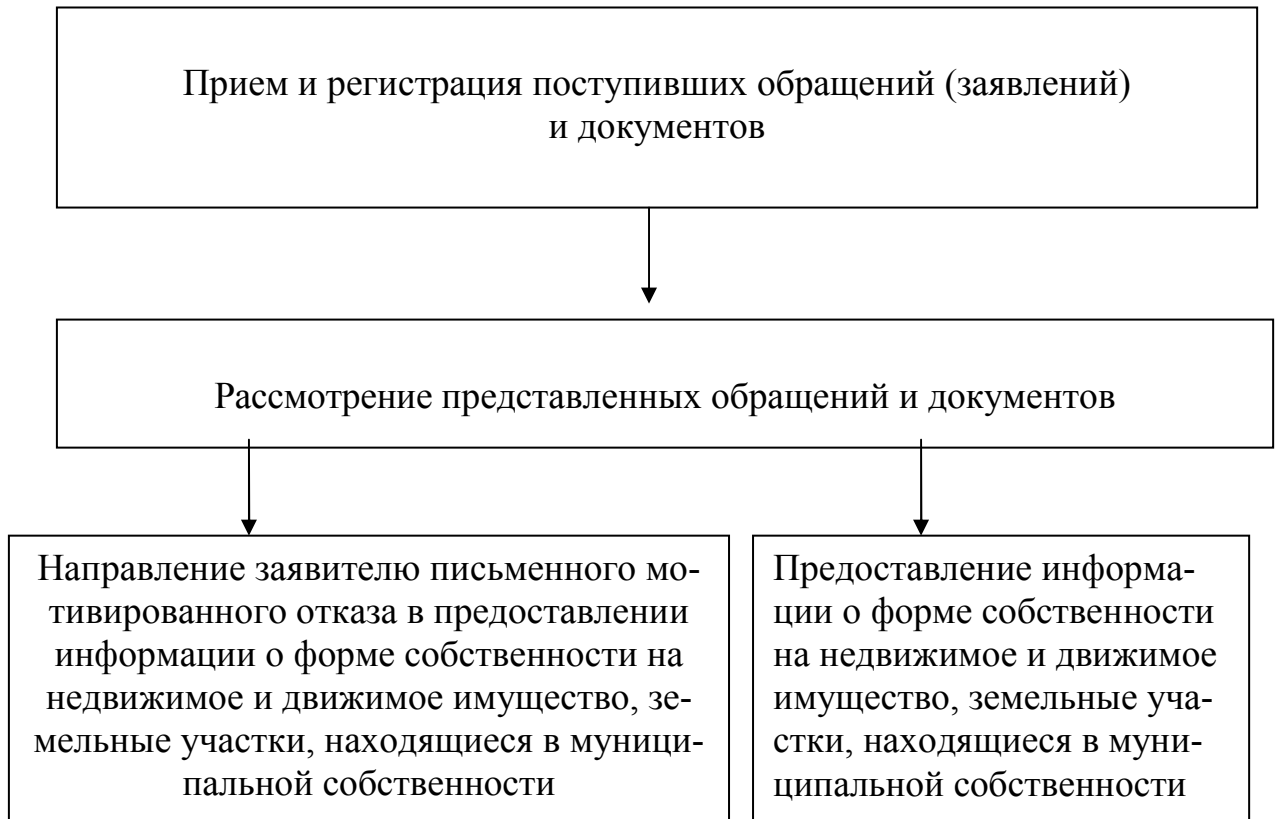 Прием и регистрация поступивших обращений (заявлений)
и документов
Рассмотрение представленных обращений и документов
Направление заявителю письменного мо-
тивированного отказа в предоставлении
информации о форме собственности на
недвижимое и движимое имущество, зе-
мельные участки, находящиеся в муници-
пальной собственности
Предоставление информа-
ции о форме собственности
на недвижимое и движимое
имущество, земельные уча-
стки, находящиеся в муни-
ципальной собственности